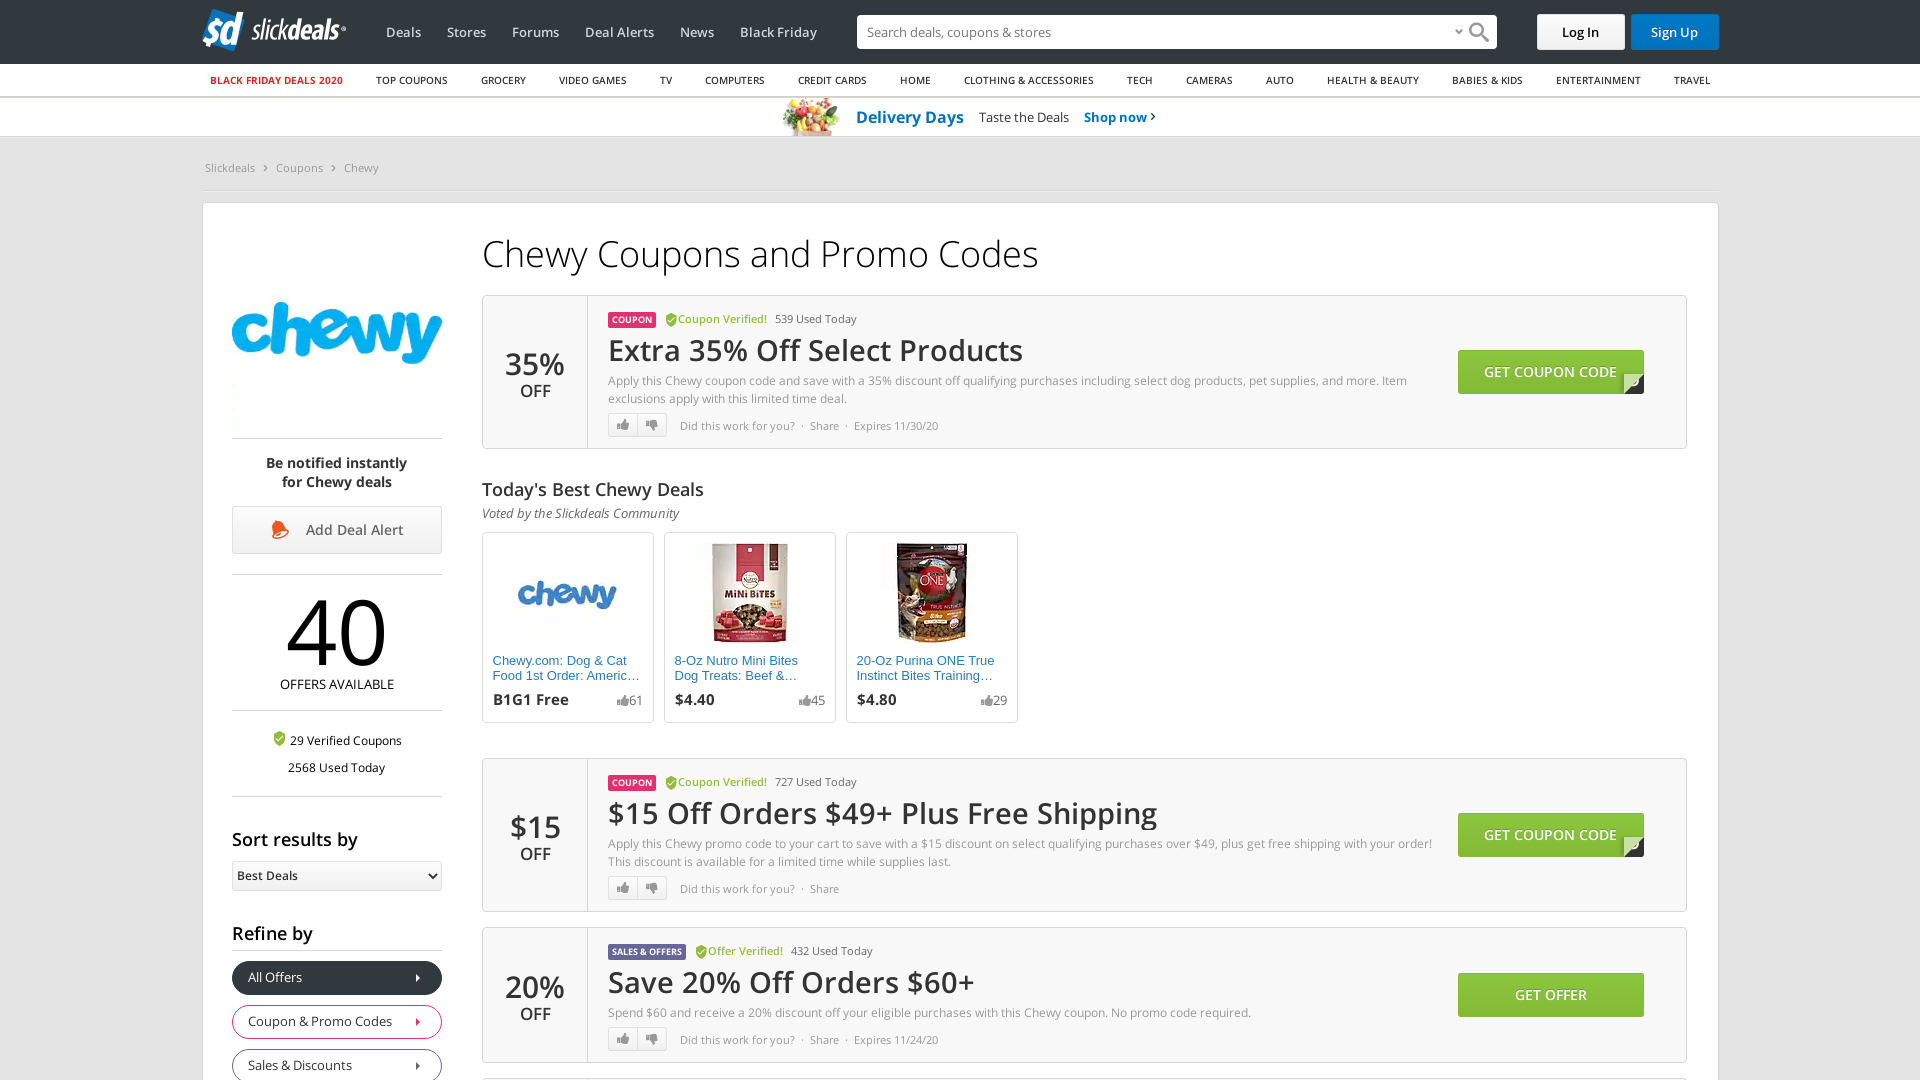 sd slickdeals
Deals Stores Forums Deal Alerts News Black Friday
Search deals, coupons & stores
Log In
Sign Up
BLACK FRIDAY DEALS 2020 TOP COUPONS GROCERY VIDEO GAMES TV COMPUTERS CREDIT CARDS HOME CLOTHING & ACCESSORIES TECH CAMERAS AUTO HEALTH & BEAUTY BABIES & KIDS ENTERTAINMENT TRAVEL
Delivery Days Taste the Deals Shop now
Slickdeals Coupons Chewy
chewy
Be notified instantly
for Chewy deals
Add Deal Alert
40
OFFERS AVAILABLE
29 Verified Coupons
2568 Used Today
Sort results by
Best Deals
Refine by
All Offers
Coupon & Promo Codes
Sales & Discounts
Chewy Coupons and Promo Codes
35%
OFF
COUPON Coupon Verified! 539 Used Today
Extra 35% Off Select Products
Apply this Chewy coupon code and save with a 35% discount off qualifying purchases including select dog products, pet supplies, and more. Item
exclusions apply with this limited time deal.
Did this work for you? · Share · Expires 11/30/20
GET COUPON CODE
Today's Best Chewy Deals
Voted by the Slickdeals Community
chewy
Chewy.com: Dog & Cat
Food 1st Order: Americ…
B1G1 Free 61
Nutro
MiNi BiTES
8-Oz Nutro Mini Bites
Dog Treats: Beef &…
$4.40 45
ONE
TRUE INSTINCT
20-Oz Purina ONE True
Instinct Bites Training…
$4.80 29
$15
OFF
COUPON Coupon Verified! 727 Used Today
$15 Off Orders $49+ Plus Free Shipping
Apply this Chewy promo code to your cart to save with a $15 discount on select qualifying purchases over $49, plus get free shipping with your order!
This discount is available for a limited time while supplies last.
Did this work for you? · Share
GET COUPON CODE
20%
OFF
SALES & OFFERS Offer Verified! 432 Used Today
Save 20% Off Orders $60+
Spend $60 and receive a 20% discount off your eligible purchases with this Chewy coupon. No promo code required.
Did this work for you? · Share · Expires 11/24/20
GET OFFER